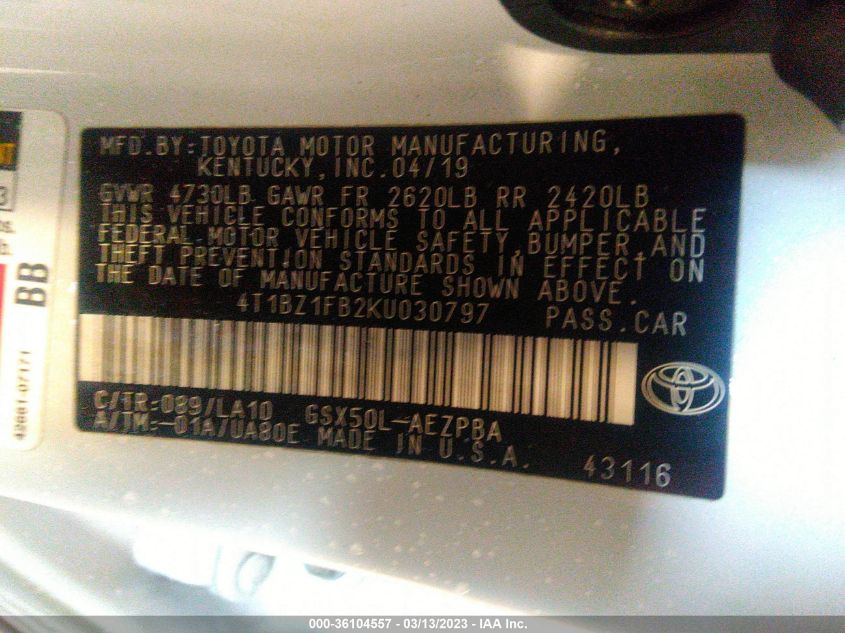 MFD.BY:TOYOTA MOTOR MANUFACTURING,
KENTUCKY,INC.04/19
GVWR 4730LB GAWR FR 2620LB RR 2420LB
THIS VEHICLE CONFORMS TO ALL APPLICABLE
FEDERAL MOTOR VEHICLE SAFETY,BUMPER,AND
THEFT PREVENTION STANDARDS IN EFFECT ON
THE DATE OF MANUFACTURE SHOWN ABOVE.
4T1BZ1FB2KU030797 PASS.CAR
C/TR:089/LA10 GSX50L-AEZPBA
A/TM:-01A/UA80E MADE IN U.S.A.
43116
BB
42661-07171
000-36104557 - 03/13/2023 - IAA Inc.